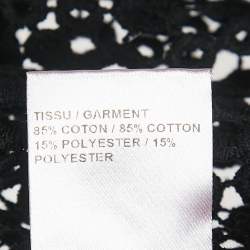 TISSU / GARMENT
85% COTON / 85% COTTON
15% POLYESTER / 15%
POLYESTER